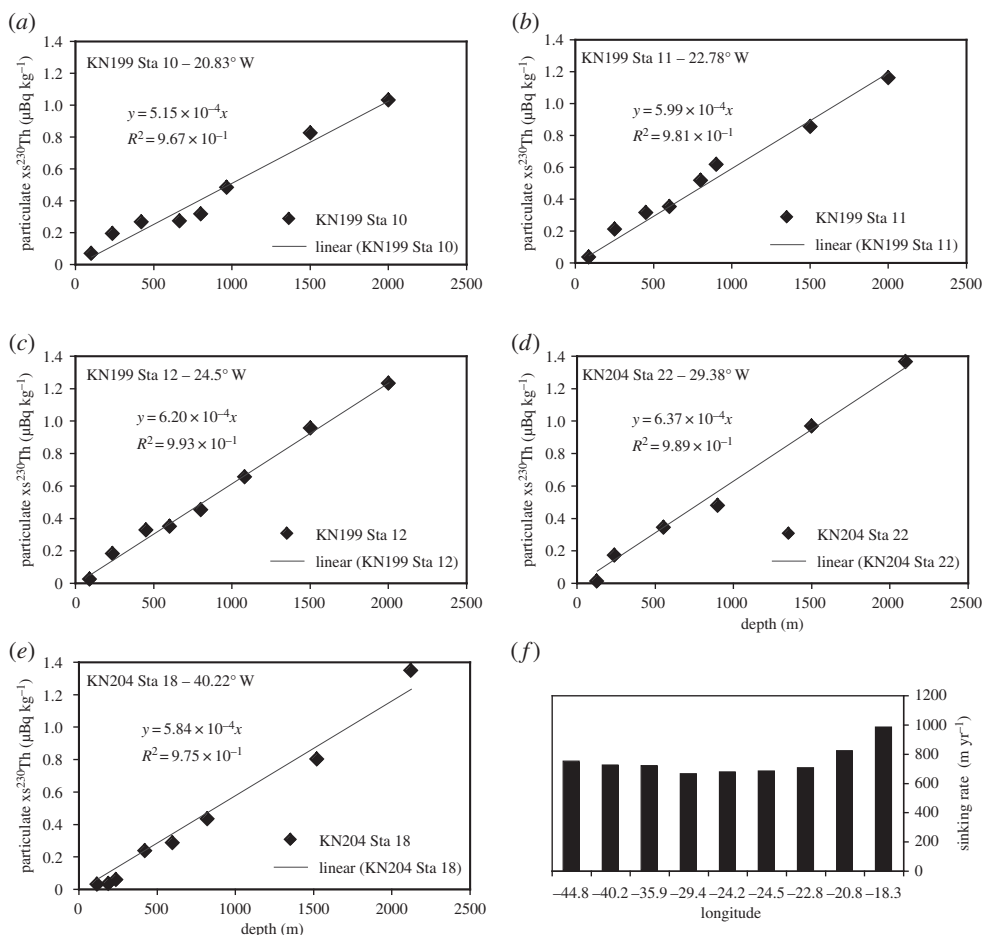 (a)
KN199 Sta 10 – 20.83° W
y = 5.15 × 10⁻⁴x
R² = 9.67 × 10⁻¹
KN199 Sta 10
linear (KN199 Sta 10)
particulate xs²³⁰Th (μBq kg⁻¹)
1.4
1.2
1.0
0.8
0.6
0.4
0.2
0
0 500 1000 1500 2000 2500
(b)
KN199 Sta 11 – 22.78° W
y = 5.99 × 10⁻⁴x
R² = 9.81 × 10⁻¹
KN199 Sta 11
linear (KN199 Sta 11)
particulate xs²³⁰Th (μBq kg⁻¹)
1.4
1.2
1.0
0.8
0.6
0.4
0.2
0
0 500 1000 1500 2000 2500
(c)
KN199 Sta 12 – 24.5° W
y = 6.20 × 10⁻⁴x
R² = 9.93 × 10⁻¹
KN199 Sta 12
linear (KN199 Sta 12)
particulate xs²³⁰Th (μBq kg⁻¹)
1.4
1.2
1.0
0.8
0.6
0.4
0.2
0
0 500 1000 1500 2000 2500
(d)
KN204 Sta 22 – 29.38° W
y = 6.37 × 10⁻⁴x
R² = 9.89 × 10⁻¹
KN204 Sta 22
linear (KN204 Sta 22)
particulate xs²³⁰Th (μBq kg⁻¹)
1.4
1.2
1.0
0.8
0.6
0.4
0.2
0
0 500 1000 1500 2000 2500
depth (m)
(e)
KN204 Sta 18 – 40.22° W
y = 5.84 × 10⁻⁴x
R² = 9.75 × 10⁻¹
KN204 Sta 18
linear (KN204 Sta 18)
particulate xs²³⁰Th (μBq kg⁻¹)
1.4
1.2
1.0
0.8
0.6
0.4
0.2
0
0 500 1000 1500 2000 2500
depth (m)
(f)
1200
1000
800
600
400
200
0
sinking rate (m yr⁻¹)
–44.8 –40.2 –35.9 –29.4 –24.2 –24.5 –22.8 –20.8 –18.3
longitude